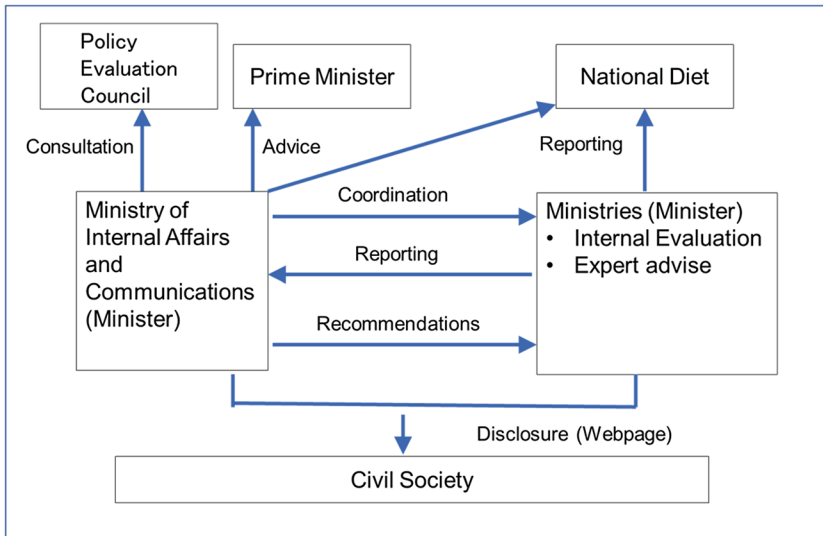 Policy
Evaluation
Council
Prime Minister
National Diet
Consultation
Advice
Reporting
Ministry of
Internal Affairs
and
Communications
(Minister)
Coordination
Reporting
Recommendations
Ministries (Minister)
• Internal Evaluation
• Expert advise
Disclosure (Webpage)
Civil Society